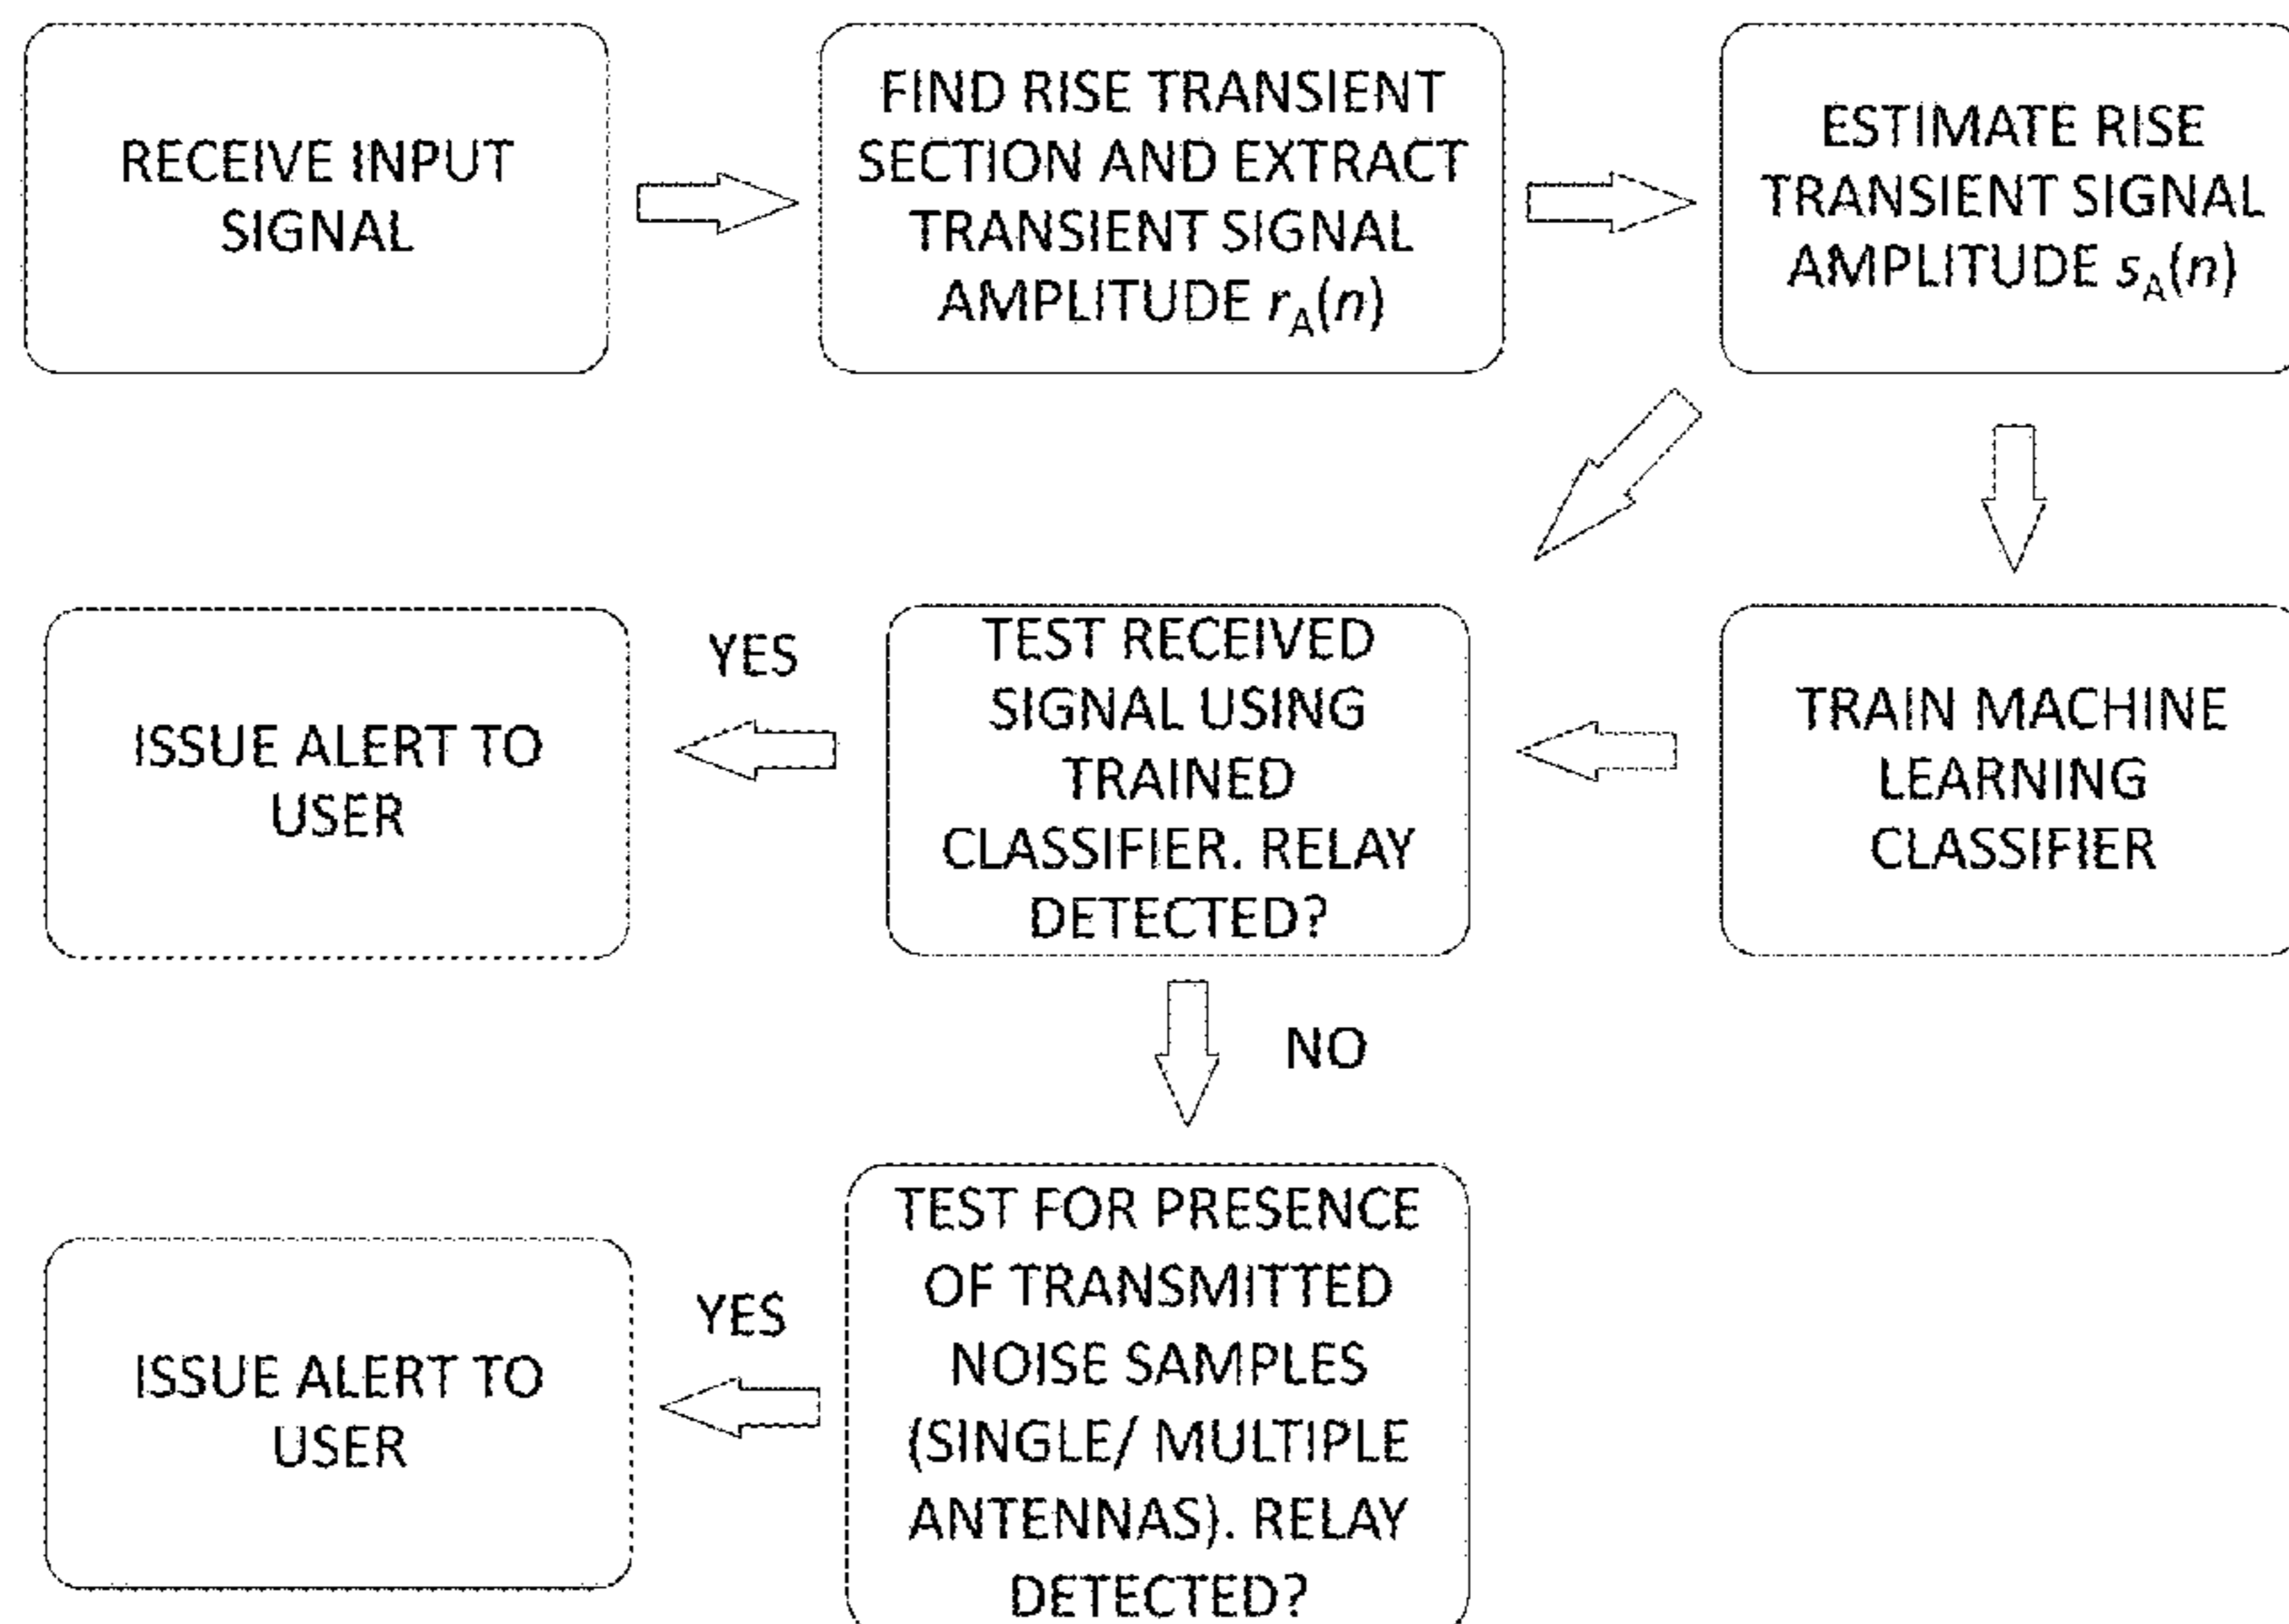 RECEIVE INPUT
SIGNAL
FIND RISE TRANSIENT
SECTION AND EXTRACT
TRANSIENT SIGNAL
AMPLITUDE r_A(n)
ESTIMATE RISE
TRANSIENT SIGNAL
AMPLITUDE s_A(n)
ISSUE ALERT TO
USER
YES
TEST RECEIVED
SIGNAL USING
TRAINED
CLASSIFIER. RELAY
DETECTED?
TRAIN MACHINE
LEARNING
CLASSIFIER
NO
ISSUE ALERT TO
USER
YES
TEST FOR PRESENCE
OF TRANSMITTED
NOISE SAMPLES
(SINGLE/ MULTIPLE
ANTENNAS). RELAY
DETECTED?